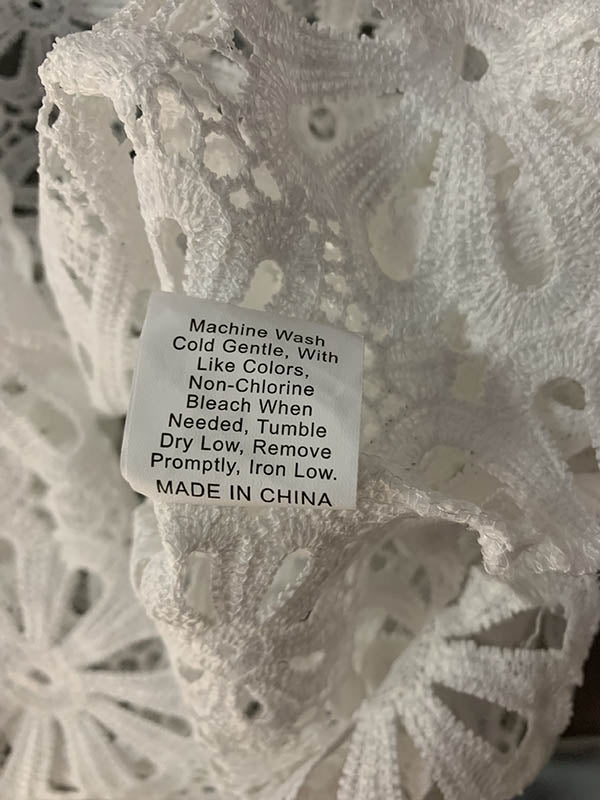 Machine Wash
Cold Gentle, With
Like Colors,
Non-Chlorine
Bleach When
Needed, Tumble
Dry Low, Remove
Promptly, Iron Low.
MADE IN CHINA